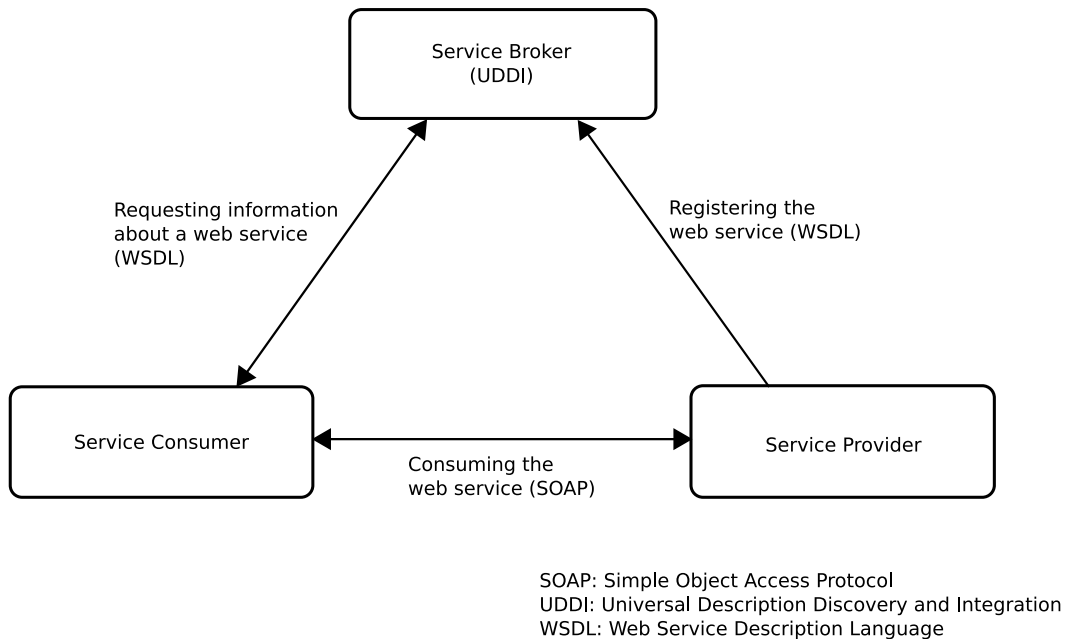 Service Broker
(UDDI)
Requesting information
about a web service
(WSDL)
Registering the
web service (WSDL)
Service Consumer
Service Provider
Consuming the
web service (SOAP)
SOAP: Simple Object Access Protocol
UDDI: Universal Description Discovery and Integration
WSDL: Web Service Description Language